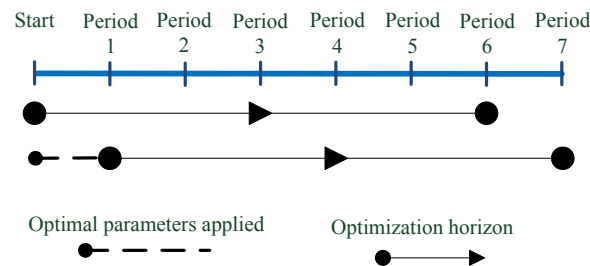 Start Period Period Period Period Period Period Period
1 2 3 4 5 6 7
Optimal parameters applied Optimization horizon